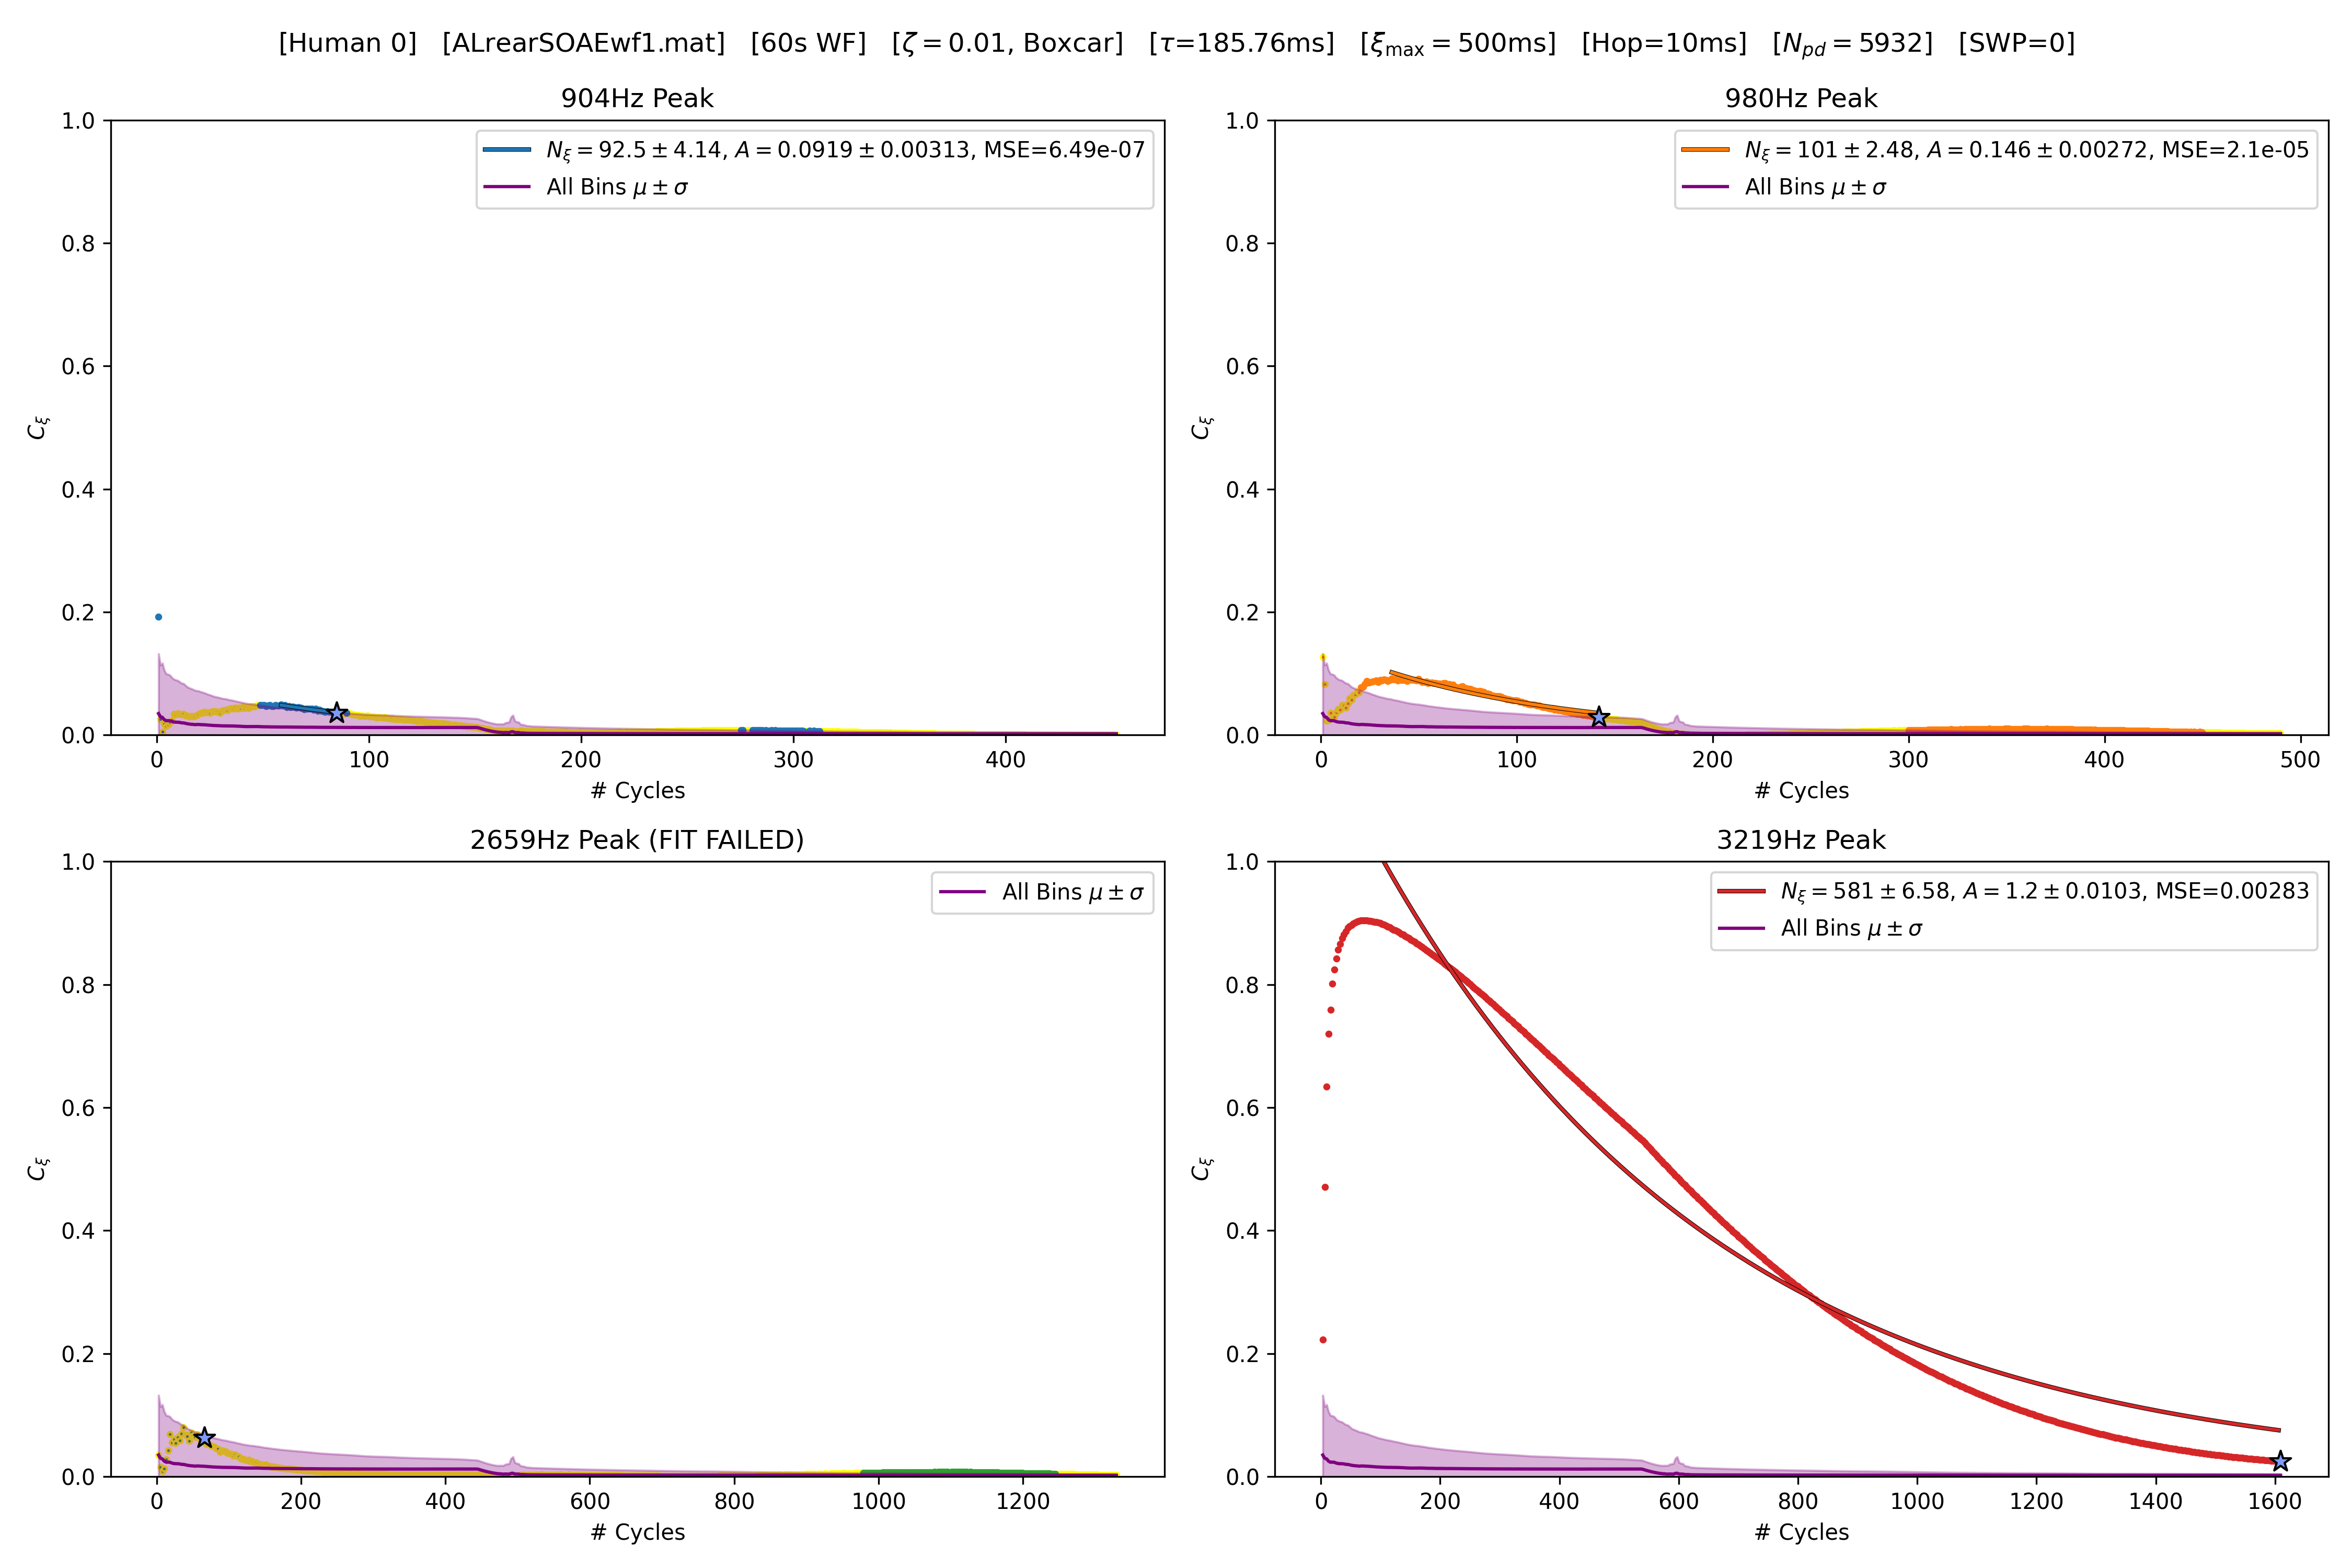 [Human 0] [ALrearSOAEwf1.mat] [60s WF] [ζ = 0.01, Boxcar] [τ=185.76ms] [ξmax = 500ms] [Hop=10ms] [Npd = 5932] [SWP=0]
904Hz Peak
1.0
0.8
0.6
0.4
0.2
0.0
Cξ
Nξ = 92.5 ± 4.14, A = 0.0919 ± 0.00313, MSE=6.49e-07
All Bins μ ± σ
0 100 200 300 400
# Cycles
980Hz Peak
1.0
0.8
0.6
0.4
0.2
0.0
Cξ
Nξ = 101 ± 2.48, A = 0.146 ± 0.00272, MSE=2.1e-05
All Bins μ ± σ
0 100 200 300 400 500
# Cycles
2659Hz Peak (FIT FAILED)
1.0
0.8
0.6
0.4
0.2
0.0
Cξ
All Bins μ ± σ
0 200 400 600 800 1000 1200
# Cycles
3219Hz Peak
1.0
0.8
0.6
0.4
0.2
0.0
Cξ
Nξ = 581 ± 6.58, A = 1.2 ± 0.0103, MSE=0.00283
All Bins μ ± σ
0 200 400 600 800 1000 1200 1400 1600
# Cycles